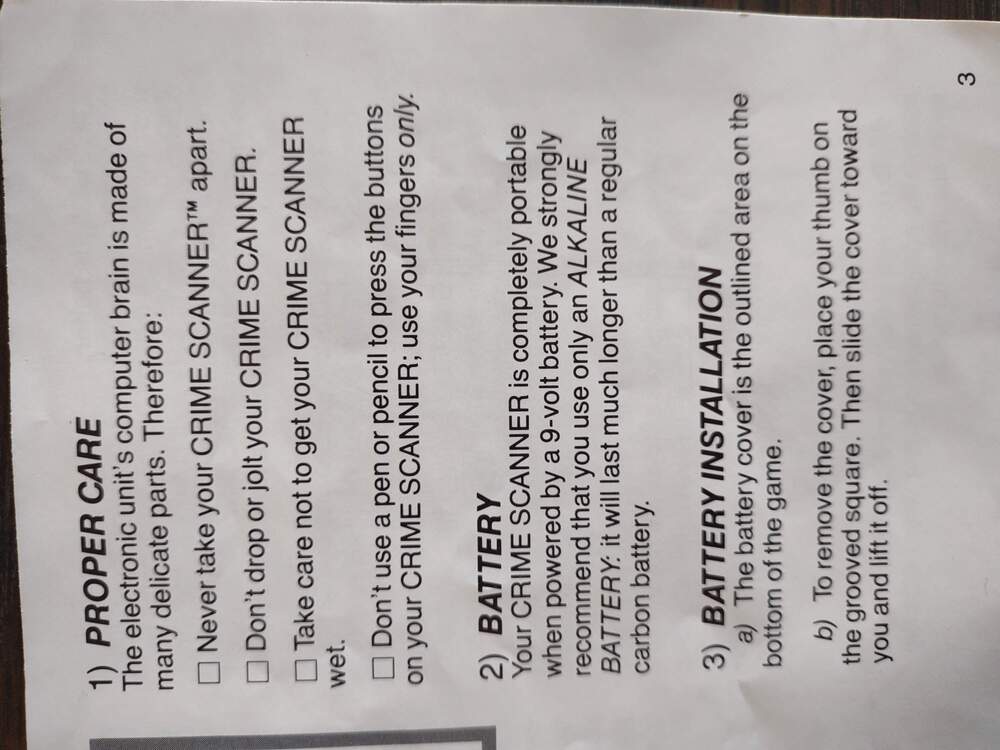 1) PROPER CARE
The electronic unit's computer brain is made of
many delicate parts. Therefore:
☐ Never take your CRIME SCANNER™ apart.
☐ Don't drop or jolt your CRIME SCANNER.
☐ Take care not to get your CRIME SCANNER
wet.
☐ Don't use a pen or pencil to press the buttons
on your CRIME SCANNER; use your fingers only.
2) BATTERY
Your CRIME SCANNER is completely portable
when powered by a 9-volt battery. We strongly
recommend that you use only an ALKALINE
BATTERY: it will last much longer than a regular
carbon battery.
3) BATTERY INSTALLATION
a) The battery cover is the outlined area on the
bottom of the game.
b) To remove the cover, place your thumb on
the grooved square. Then slide the cover toward
you and lift it off.
3